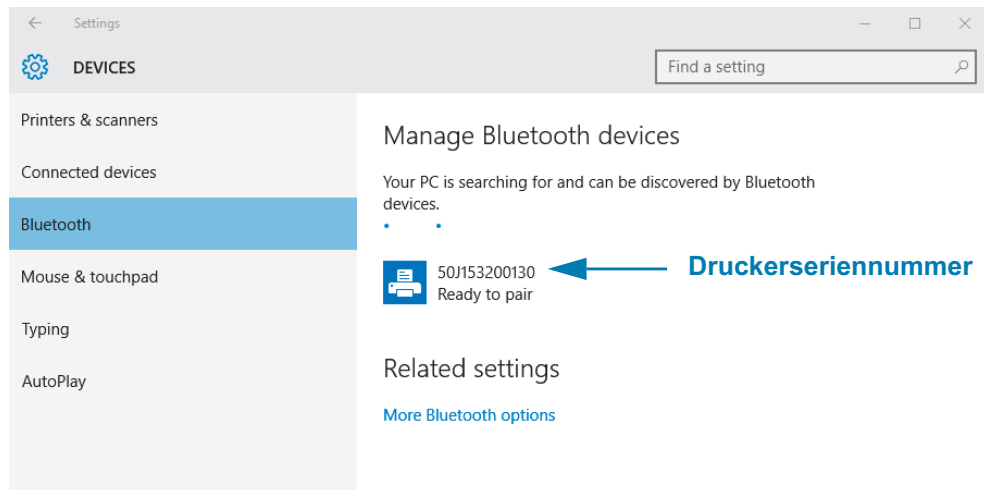 Settings
DEVICES
Find a setting
Printers & scanners
Connected devices
Bluetooth
Mouse & touchpad
Typing
AutoPlay
Manage Bluetooth devices
Your PC is searching for and can be discovered by Bluetooth
devices.
50J153200130
Ready to pair
Druckerseriennummer
Related settings
More Bluetooth options